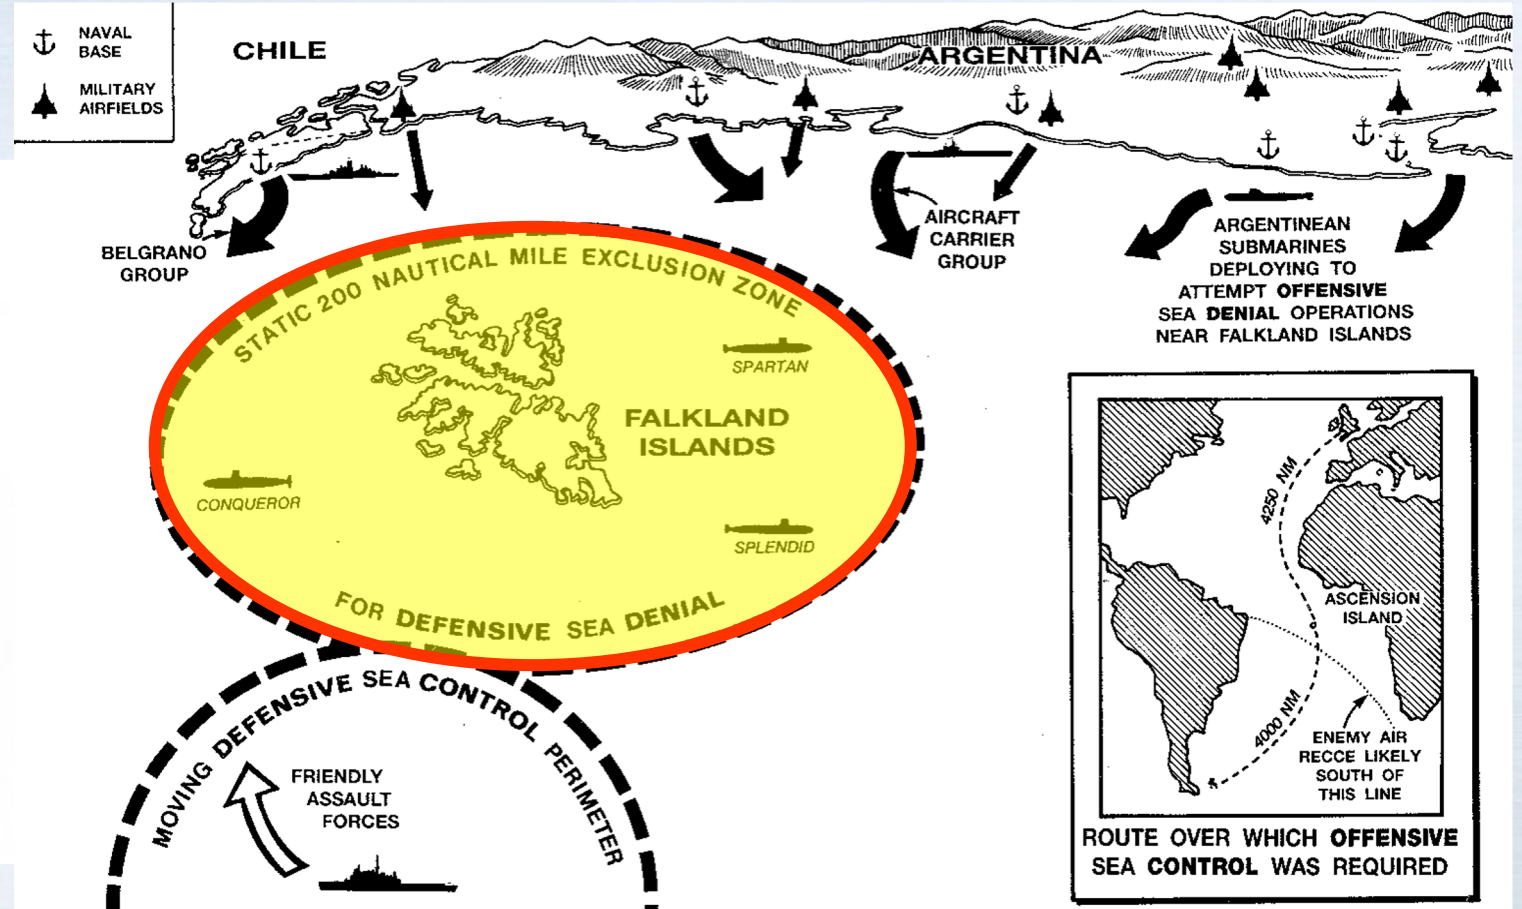 NAVAL
BASE
MILITARY
AIRFIELDS
CHILE
ARGENTINA
BELGRANO
GROUP
AIRCRAFT
CARRIER
GROUP
ARGENTINEAN
SUBMARINES
DEPLOYING TO
ATTEMPT OFFENSIVE
SEA DENIAL OPERATIONS
NEAR FALKLAND ISLANDS
STATIC 200 NAUTICAL MILE EXCLUSION ZONE
SPARTAN
FALKLAND
ISLANDS
CONQUEROR
SPLENDID
FOR DEFENSIVE SEA DENIAL
MOVING DEFENSIVE SEA CONTROL PERIMETER
FRIENDLY
ASSAULT
FORCES
4250 NM
ASCENSION
ISLAND
4000 NM
ENEMY AIR
RECCE LIKELY
SOUTH OF
THIS LINE
ROUTE OVER WHICH OFFENSIVE
SEA CONTROL WAS REQUIRED